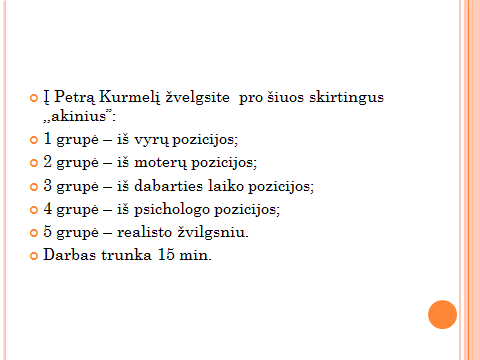 Į Petrą Kurmelį žvelgsite  pro šiuos skirtingus
,,akinius”:
1 grupė – iš vyrų pozicijos;
2 grupė – iš moterų pozicijos;
3 grupė – iš dabarties laiko pozicijos;
4 grupė – iš psichologo pozicijos;
5 grupė – realisto žvilgsniu.
Darbas trunka 15 min.